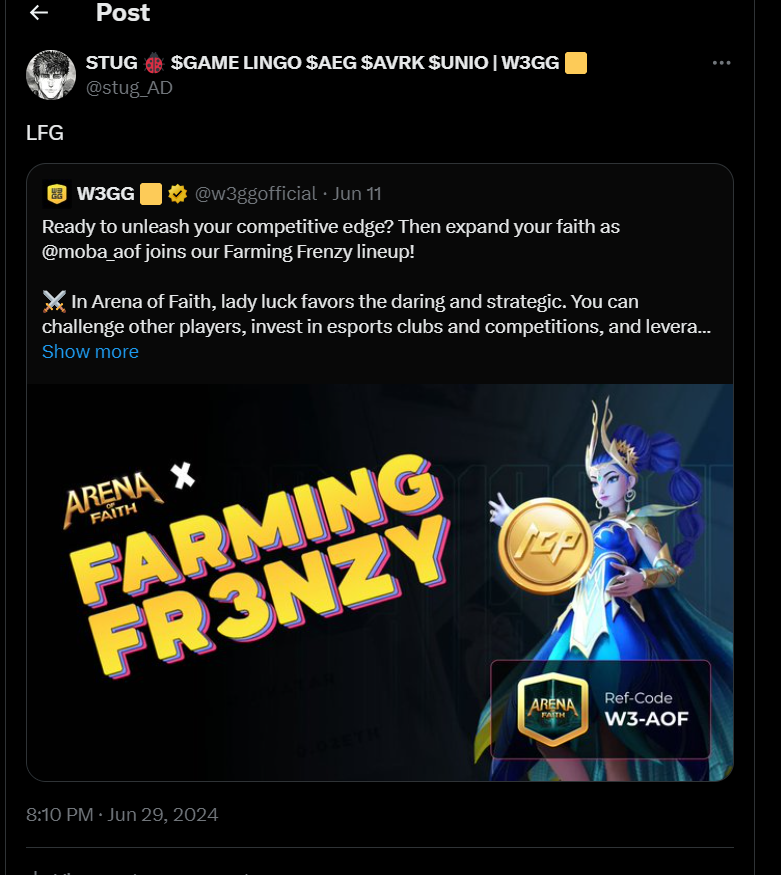 Post
STUG 🐞 $GAME LINGO $AEG $AVRK $UNIO | W3GG 🟨
@stug_AD
LFG
W3GG 🟨 @w3ggofficial · Jun 11
Ready to unleash your competitive edge? Then expand your faith as
@moba_aof joins our Farming Frenzy lineup!
⚔️ In Arena of Faith, lady luck favors the daring and strategic. You can
challenge other players, invest in esports clubs and competitions, and levera...
Show more
ARENA
OF
FAITH
X
FARMING
FR3NZY
ARENA
OF
FAITH
Ref-Code
W3-AOF
8:10 PM · Jun 29, 2024